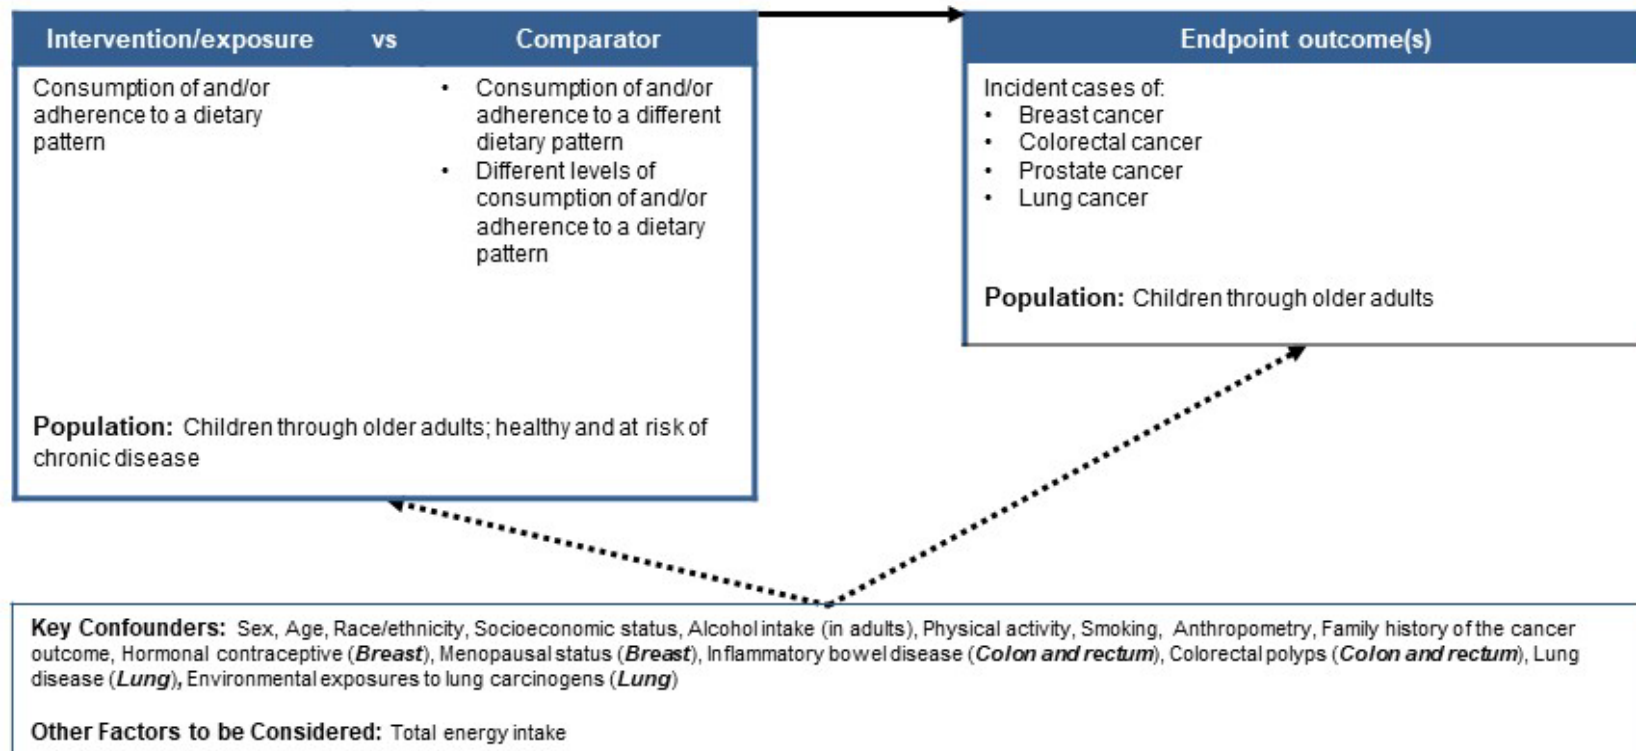 Intervention/exposure vs Comparator
Consumption of and/or
adherence to a dietary
pattern
• Consumption of and/or
adherence to a different
dietary pattern
• Different levels of
consumption of and/or
adherence to a dietary
pattern
Population: Children through older adults; healthy and at risk of
chronic disease
Endpoint outcome(s)
Incident cases of:
• Breast cancer
• Colorectal cancer
• Prostate cancer
• Lung cancer
Population: Children through older adults
Key Confounders: Sex, Age, Race/ethnicity, Socioeconomic status, Alcohol intake (in adults), Physical activity, Smoking, Anthropometry, Family history of the cancer
outcome, Hormonal contraceptive (Breast), Menopausal status (Breast), Inflammatory bowel disease (Colon and rectum), Colorectal polyps (Colon and rectum), Lung
disease (Lung), Environmental exposures to lung carcinogens (Lung)
Other Factors to be Considered: Total energy intake